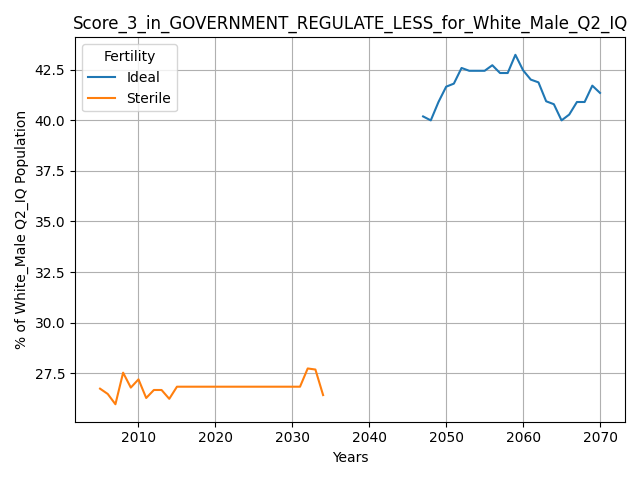 Score_3_in_GOVERNMENT_REGULATE_LESS_for_White_Male_Q2_IQ
Fertility
Ideal
Sterile
% of White_Male Q2_IQ Population
42.5
40.0
37.5
35.0
32.5
30.0
27.5
2010 2020 2030 2040 2050 2060 2070
Years